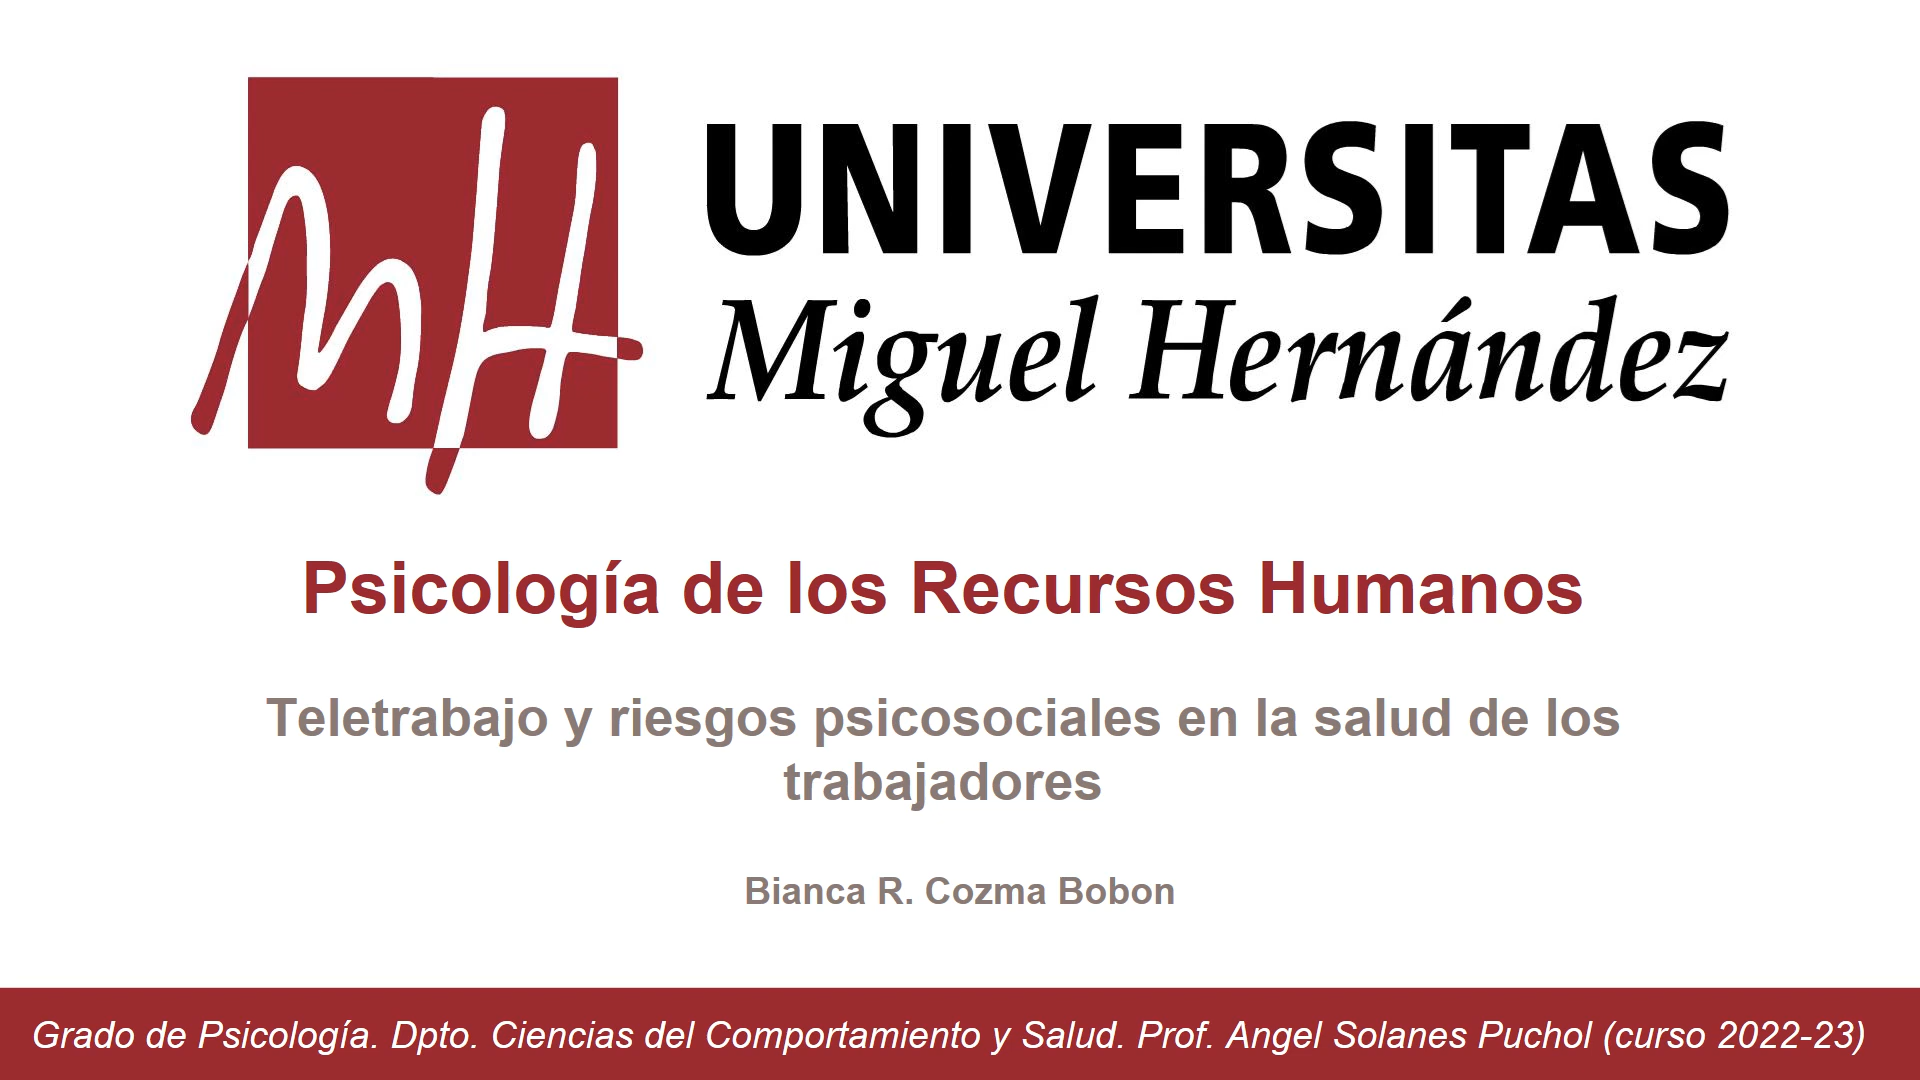 MH
UNIVERSITAS
Miguel Hernández
Psicología de los Recursos Humanos
Teletrabajo y riesgos psicosociales en la salud de los
trabajadores
Bianca R. Cozma Bobon
Grado de Psicología. Dpto. Ciencias del Comportamiento y Salud. Prof. Angel Solanes Puchol (curso 2022-23)